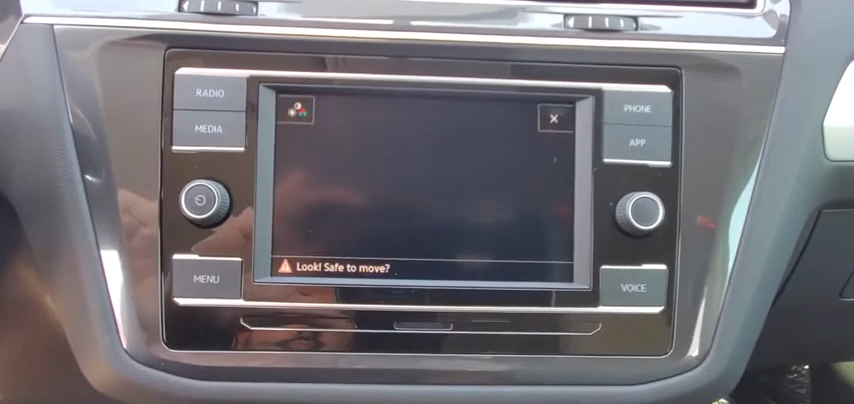 RADIO
MEDIA
MENU
PHONE
APP
VOICE
Look! Safe to move?